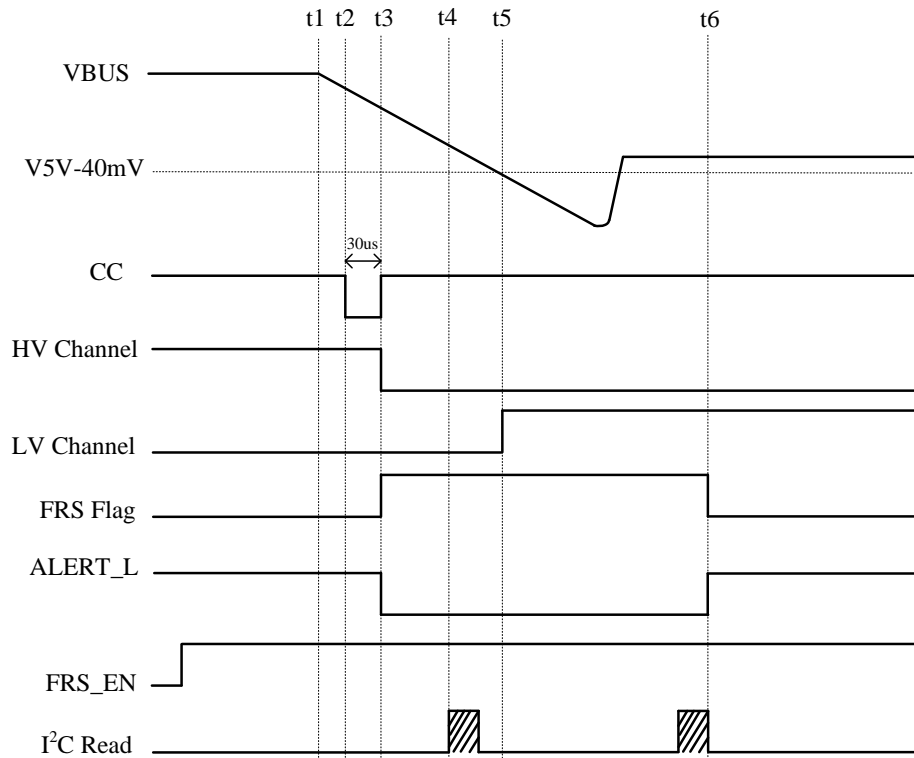 t1 t2 t3 t4 t5 t6
VBUS
V5V-40mV
30us
CC
HV Channel
LV Channel
FRS Flag
ALERT_L
FRS_EN
I²C Read